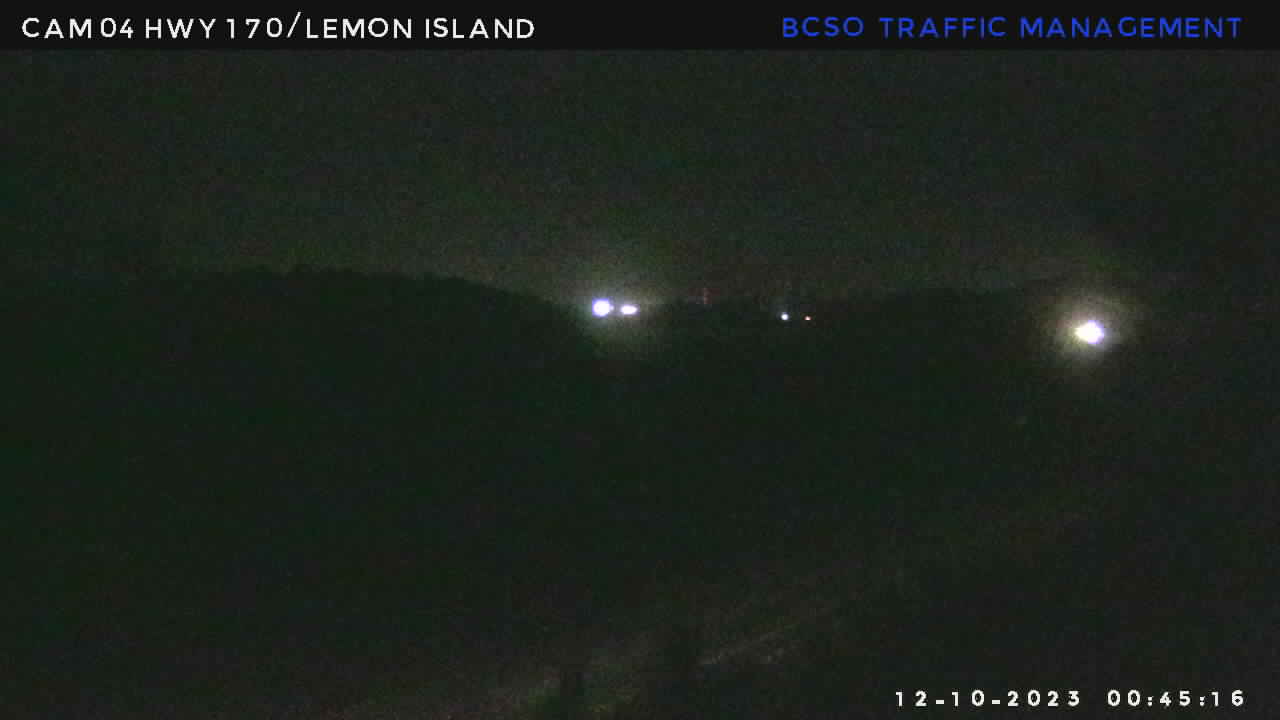 CAM 04 HWY 170/LEMON ISLAND
BCSO TRAFFIC MANAGEMENT
12-10-2023 00:45:16